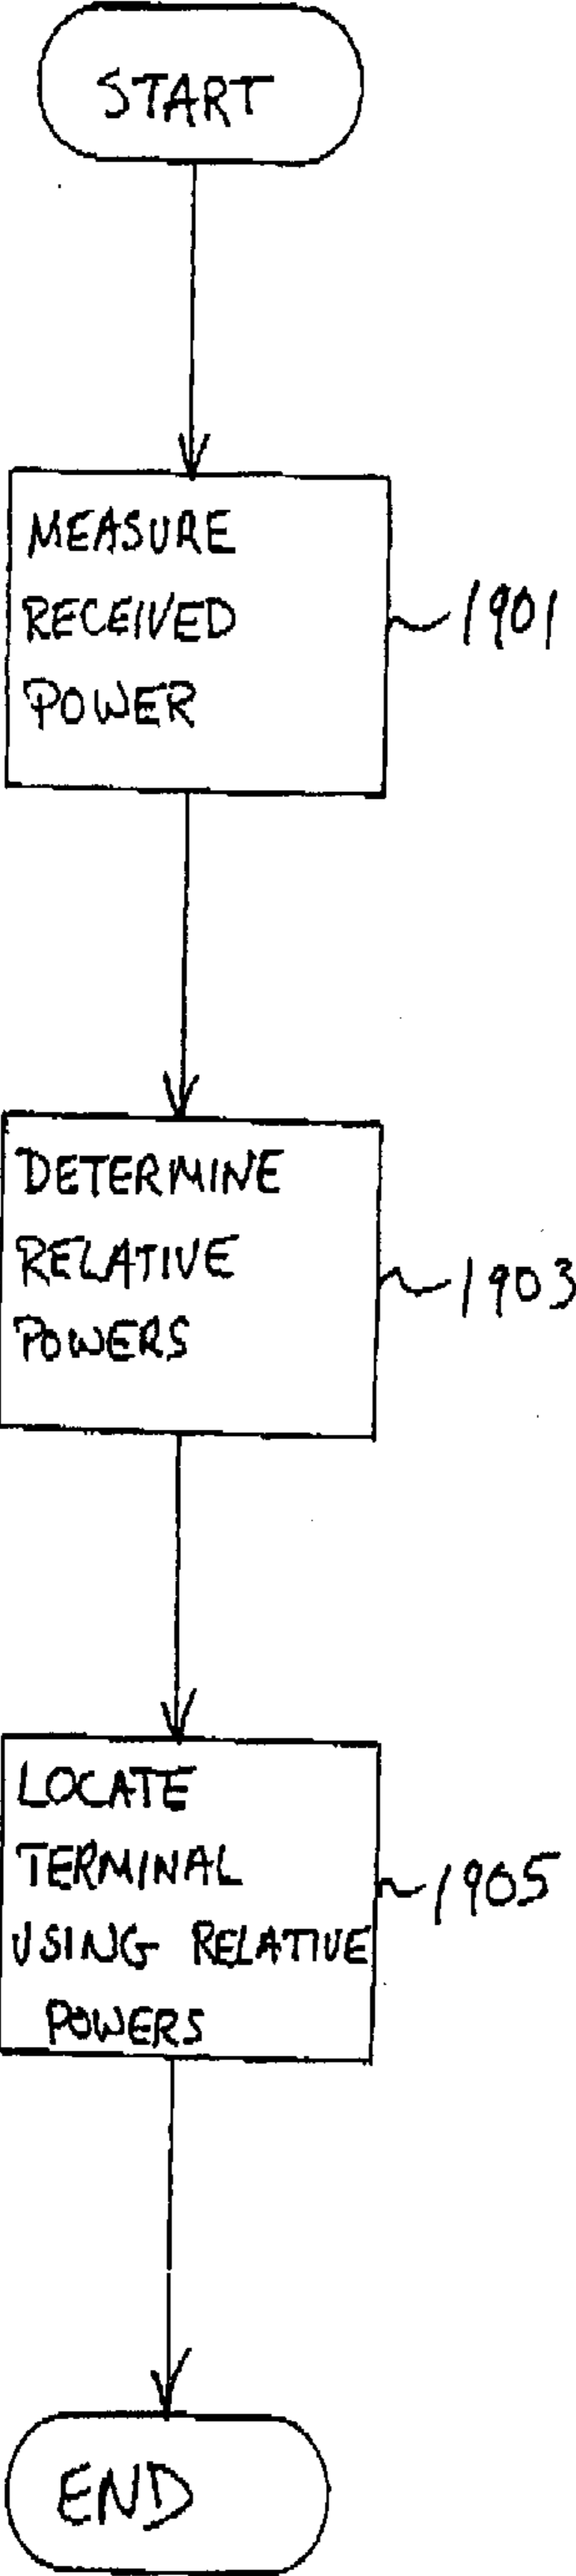 START
MEASURE
RECEIVED
POWER
1901
DETERMINE
RELATIVE
POWERS
1903
LOCATE
TERMINAL
USING RELATIVE
POWERS
1905
END